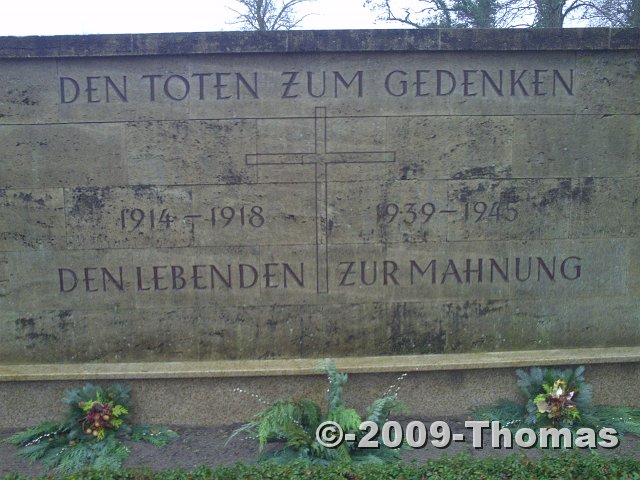 DEN TOTEN ZUM GEDENKEN
1914-1918 1939-1945
DEN LEBENDEN ZUR MAHNUNG
©-2009-Thomas